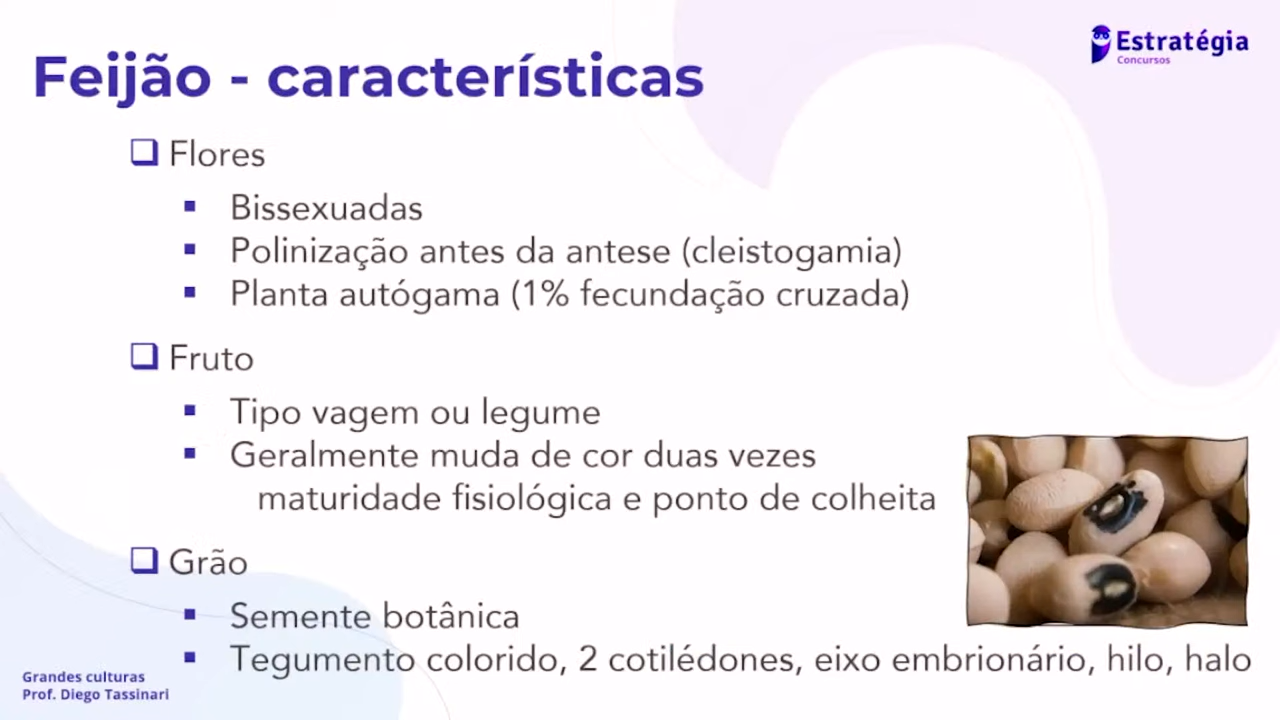 Estratégia
Concursos
Feijão - características
Flores
Bissexuadas
Polinização antes da antese (cleistogamia)
Planta autógama (1% fecundação cruzada)
Fruto
Tipo vagem ou legume
Geralmente muda de cor duas vezes
maturidade fisiológica e ponto de colheita
Grão
Semente botânica
Tegumento colorido, 2 cotilédones, eixo embrionário, hilo, halo
Grandes culturas
Prof. Diego Tassinari